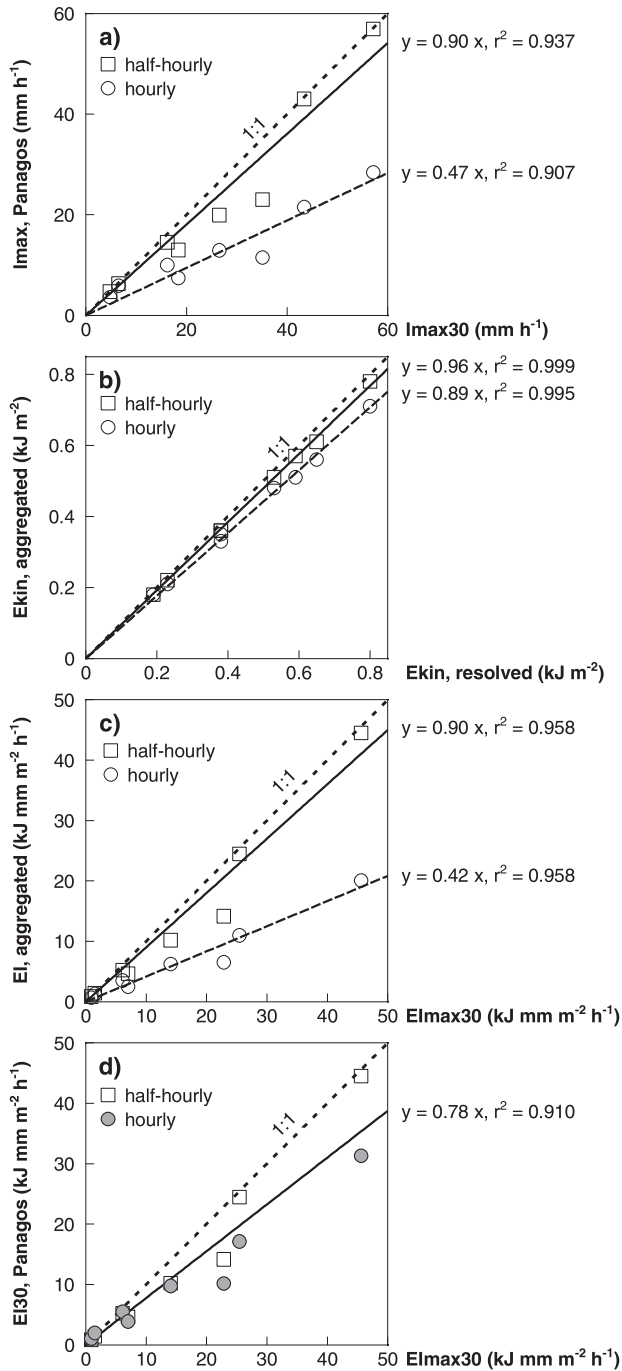 60
a)
half-hourly
hourly
1:1
y = 0.90 x, r² = 0.937
40
Imax, Panagos (mm h⁻¹)
y = 0.47 x, r² = 0.907
20
0
0 20 40 60
Imax30 (mm h⁻¹)
0.8
b)
half-hourly
hourly
1:1
y = 0.96 x, r² = 0.999
y = 0.89 x, r² = 0.995
0.6
Ekin, aggregated (kJ m⁻²)
0.4
0.2
0
0 0.2 0.4 0.6 0.8
Ekin, resolved (kJ m⁻²)
50
c)
half-hourly
hourly
1:1
y = 0.90 x, r² = 0.958
40
30
EI, aggregated (kJ mm m⁻² h⁻¹)
20
y = 0.42 x, r² = 0.958
10
0
0 10 20 30 40 50
EImax30 (kJ mm m⁻² h⁻¹)
50
d)
half-hourly
hourly
1:1
y = 0.78 x, r² = 0.910
40
30
EI30, Panagos (kJ mm m⁻² h⁻¹)
20
10
0
0 10 20 30 40 50
EImax30 (kJ mm m⁻² h⁻¹)